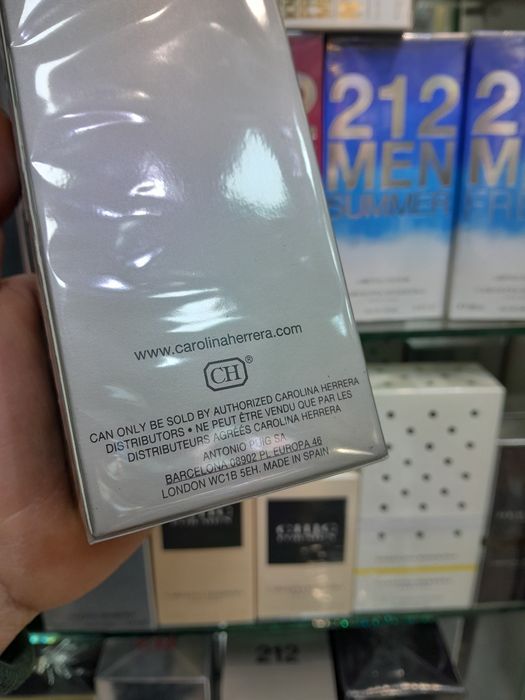 212
MEN
SUMMER
2
M
FR
www.carolinaherrera.com
CH®
CAN ONLY BE SOLD BY AUTHORIZED CAROLINA HERRERA
DISTRIBUTORS • NE PEUT ÊTRE VENDU QUE PAR LES
DISTRIBUTEURS AGRÉÉS CAROLINA HERRERA
ANTONIO PUIG SA
BARCELONA 08902 PL EUROPA 46
LONDON WC1B 5EH. MADE IN SPAIN
212